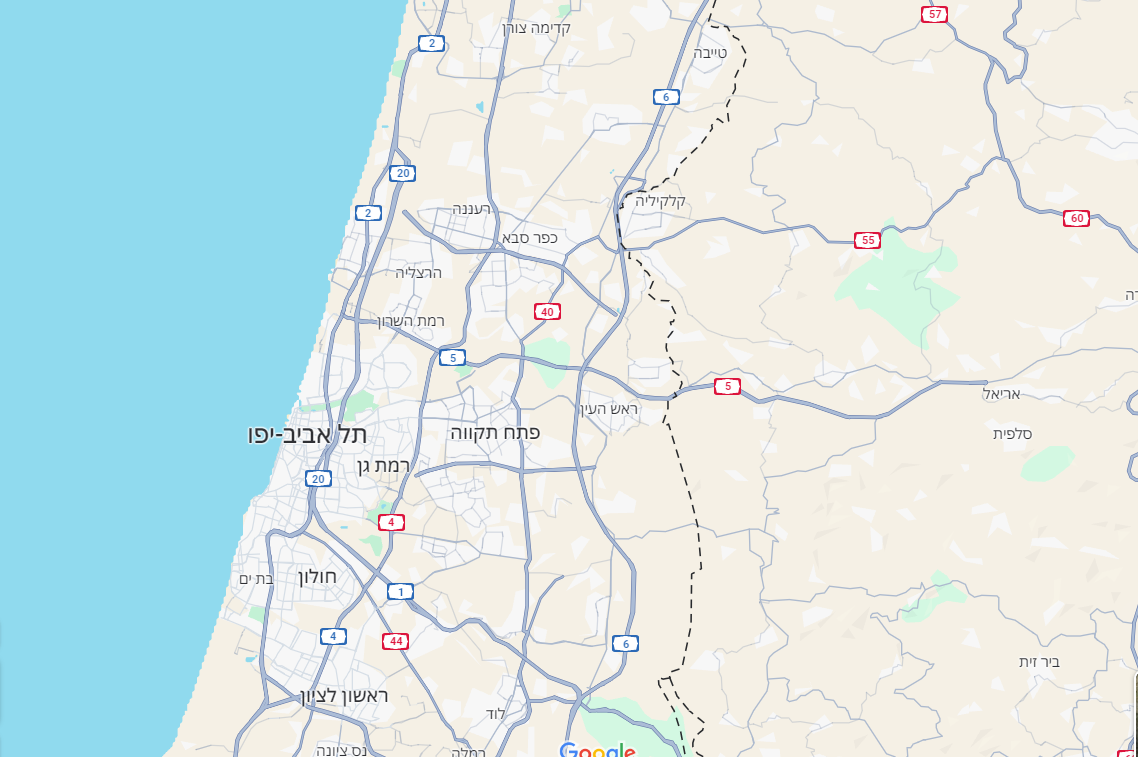 57
קדימה צורן
2
טייבה
6
20
קלקיליה
רעננה
2
60
כפר סבא
55
הרצליה
40
רמת השרון
5
5
אריאל
ראש העין
תל אביב-יפו
פתח תקווה
סלפית
רמת גן
20
4
חולון
בת ים
1
4
44
6
ביר זית
ראשון לציון
לוד
נס ציונה
רמלה
Google